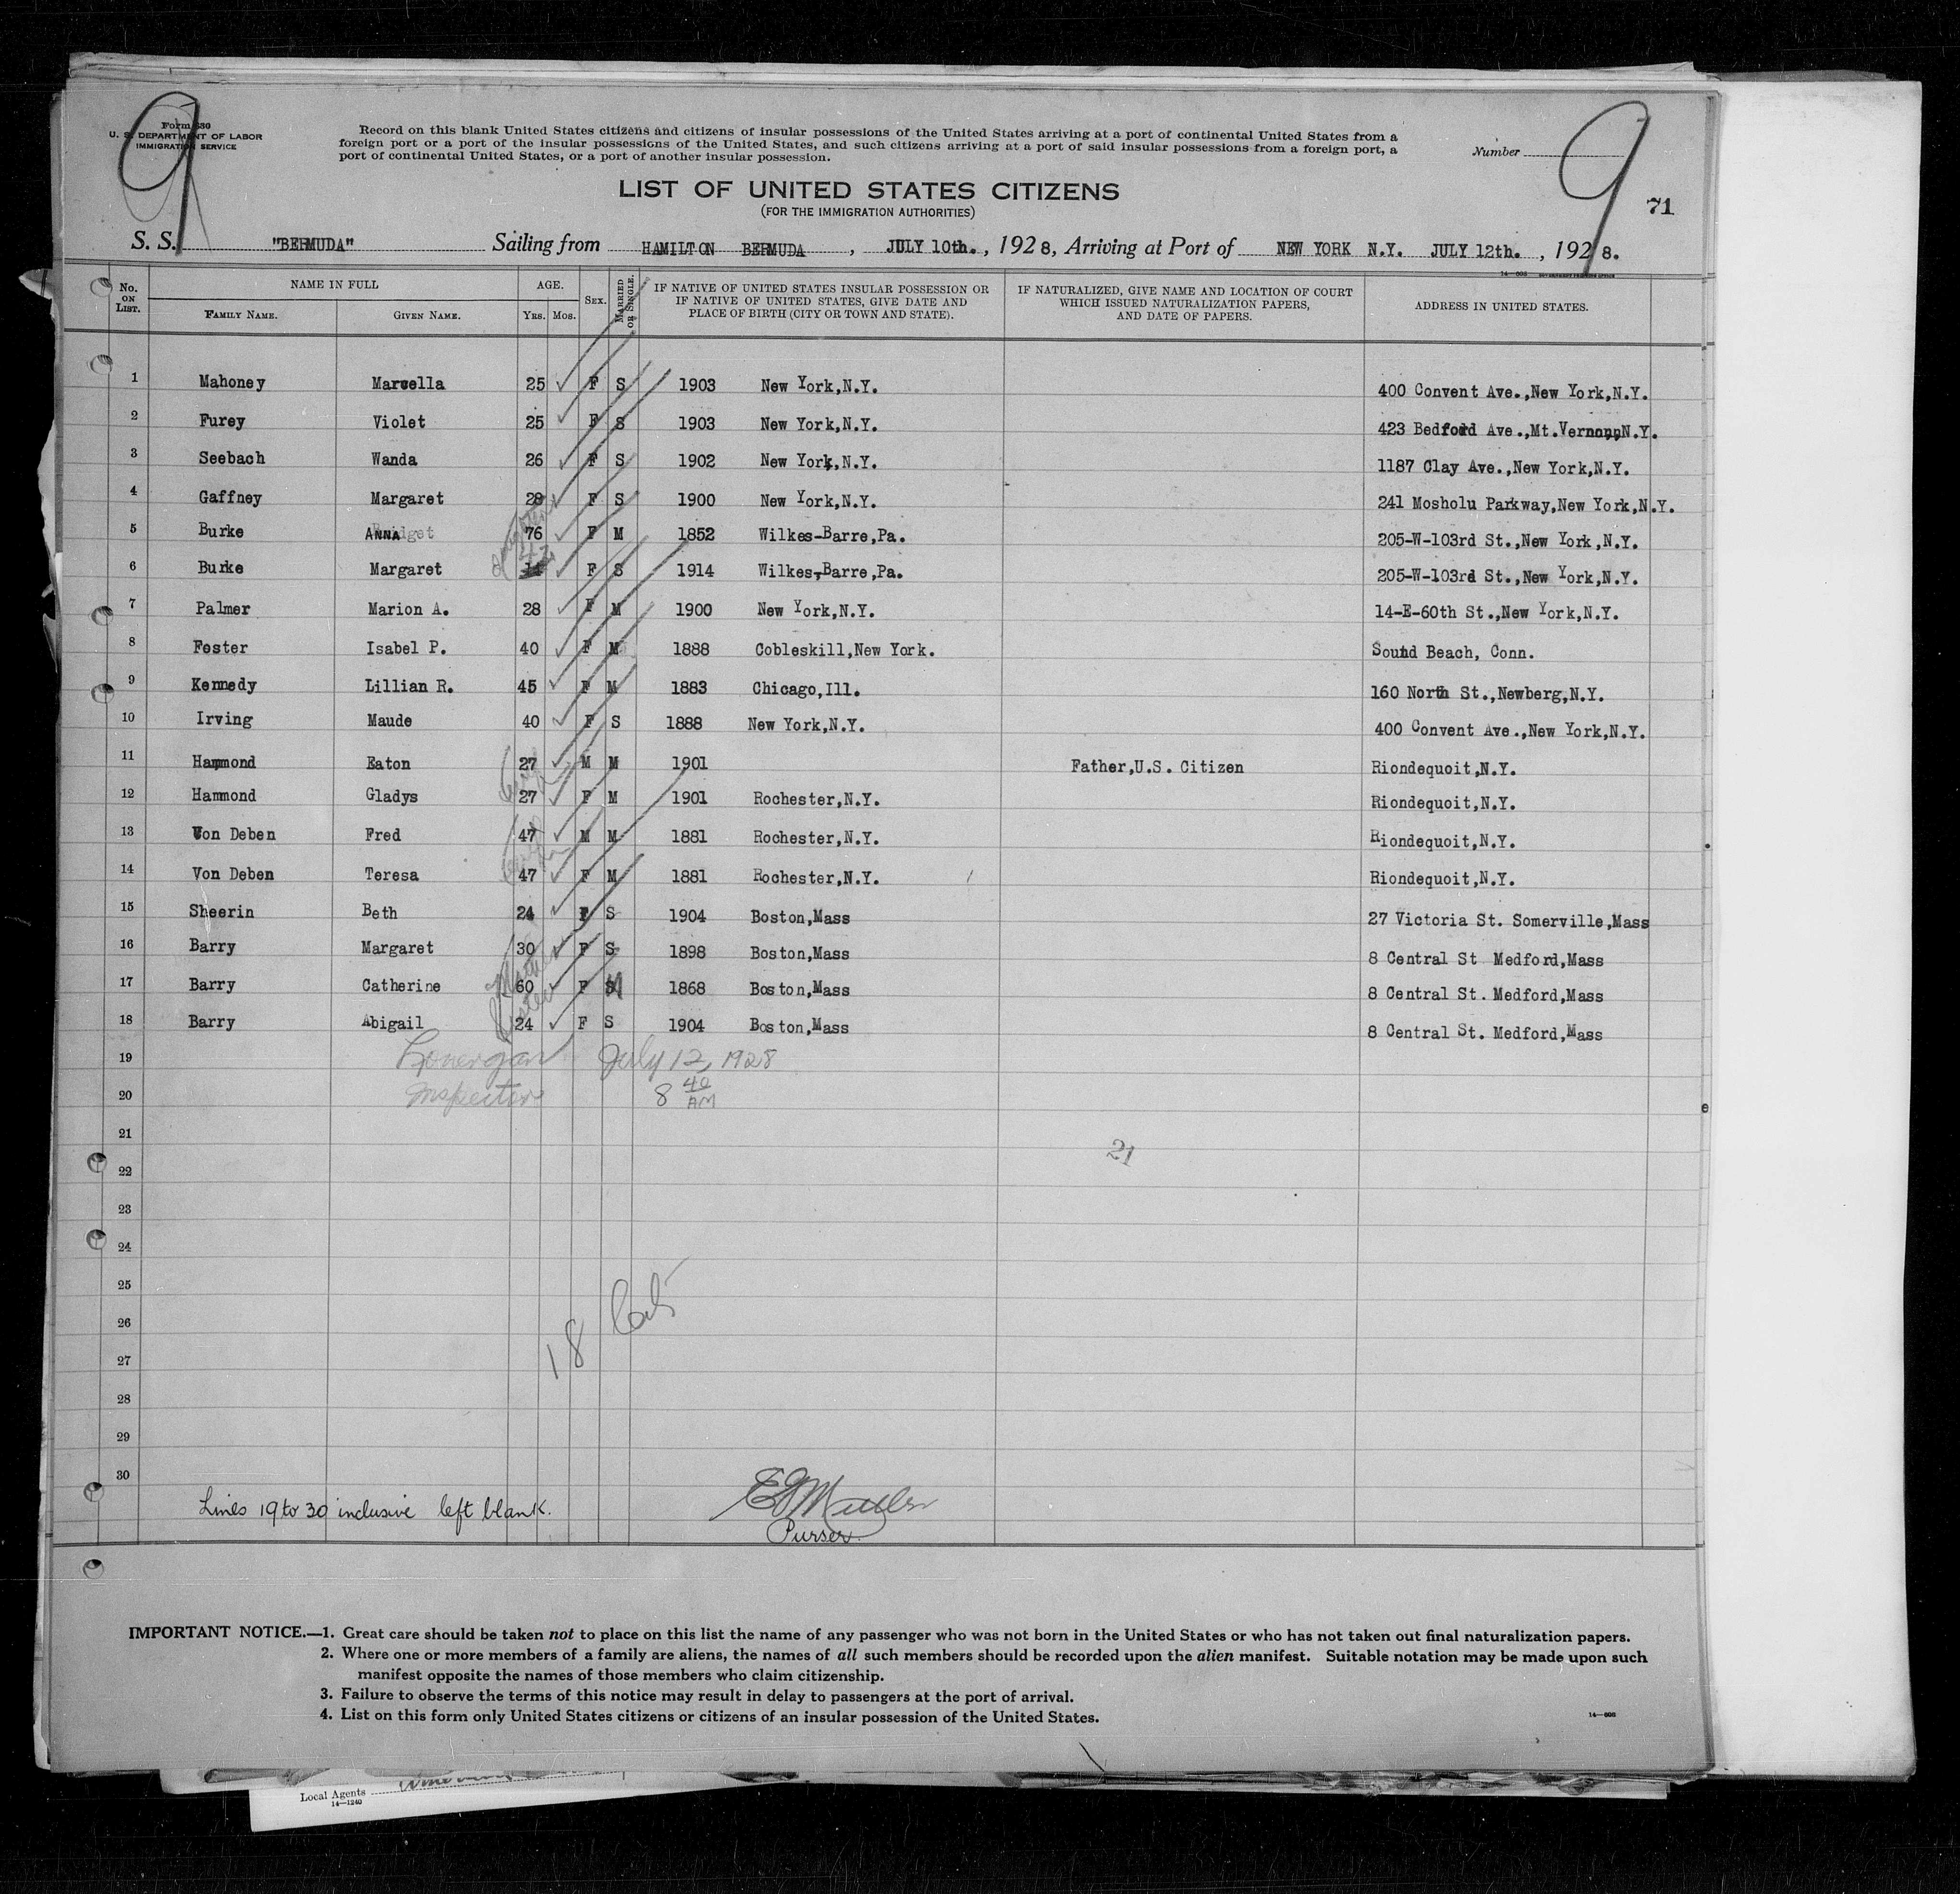 9
Form 630
U. S. DEPARTMENT OF LABOR
IMMIGRATION SERVICE
Record on this blank United States citizens and citizens of insular possessions of the United States arriving at a port of continental United States from a
foreign port or a port of the insular possessions of the United States, and such citizens arriving at a port of said insular possessions from a foreign port, a
port of continental United States, or a port of another insular possession.
Number
9
71
LIST OF UNITED STATES CITIZENS
(FOR THE IMMIGRATION AUTHORITIES)
S. S. "BERMUDA" Sailing from HAMILTON BERMUDA, JULY 10th., 1928, Arriving at Port of NEW YORK N.Y. JULY 12th., 1928.
No. ON LIST. NAME IN FULL FAMILY NAME. GIVEN NAME. AGE. YRS. MOS. SEX. MARRIED OR SINGLE. IF NATIVE OF UNITED STATES INSULAR POSSESSION OR IF NATIVE OF UNITED STATES, GIVE DATE AND PLACE OF BIRTH (CITY OR TOWN AND STATE). IF NATURALIZED, GIVE NAME AND LOCATION OF COURT WHICH ISSUED NATURALIZATION PAPERS, AND DATE OF PAPERS. ADDRESS IN UNITED STATES.
1 Mahoney Marcella 25 F S 1903 New York,N.Y. 400 Convent Ave.,New York,N.Y.
2 Furey Violet 25 F S 1903 New York,N.Y. 423 Bedford Ave.,Mt.Vernon,N.Y.
3 Seebach Wanda 26 F S 1902 New York,N.Y. 1187 Clay Ave.,New York,N.Y.
4 Gaffney Margaret 28 F S 1900 New York,N.Y. 241 Mosholu Parkway,New York,N.Y.
5 Burke ANNA 76 F M 1852 Wilkes-Barre,Pa. 205-W-103rd St.,New York,N.Y.
6 Burke Margaret F S 1914 Wilkes-Barre,Pa. 205-W-103rd St.,New York,N.Y.
7 Palmer Marion A. 28 F M 1900 New York,N.Y. 14-E-60th St.,New York,N.Y.
8 Foster Isabel P. 40 F M 1888 Cobleskill,New York. Sound Beach, Conn.
9 Kennedy Lillian R. 45 F M 1883 Chicago,Ill. 160 North St.,Newberg,N.Y.
10 Irving Maude 40 F S 1888 New York,N.Y. 400 Convent Ave.,New York,N.Y.
11 Hammond Eaton 27 M M 1901 Father,U.S. Citizen Riondequoit,N.Y.
12 Hammond Gladys 27 F M 1901 Rochester,N.Y. Riondequoit,N.Y.
13 Von Deben Fred 47 M M 1881 Rochester,N.Y. Riondequoit,N.Y.
14 Von Deben Teresa 47 F M 1881 Rochester,N.Y. Riondequoit,N.Y.
15 Sheerin Beth 24 F S 1904 Boston,Mass 27 Victoria St. Somerville,Mass
16 Barry Margaret 30 F S 1898 Boston,Mass 8 Central St Medford,Mass
17 Barry Catherine 60 F M 1868 Boston,Mass 8 Central St. Medford,Mass
18 Barry Abigail 24 F S 1904 Boston,Mass 8 Central St. Medford,Mass
19 Lonergan July 12, 1928
20 Inspector 8 40 AM
21
21
22
23
24
25
26
27
18
28
29
30
Lines 19 to 30 inclusive left blank.
Purser.
IMPORTANT NOTICE.—1. Great care should be taken not to place on this list the name of any passenger who was not born in the United States or who has not taken out final naturalization papers.
2. Where one or more members of a family are aliens, the names of all such members should be recorded upon the alien manifest. Suitable notation may be made upon such
manifest opposite the names of those members who claim citizenship.
3. Failure to observe the terms of this notice may result in delay to passengers at the port of arrival.
4. List on this form only United States citizens or citizens of an insular possession of the United States.
14—608
Local Agents
14—1240